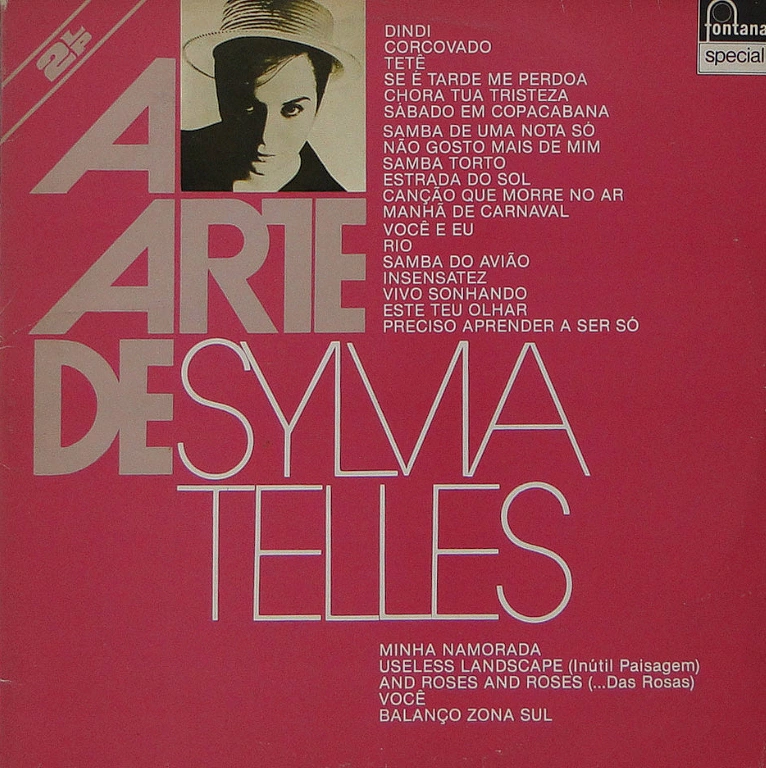 2LP
A
ARTE
DE SYLVIA
TELLES
DINDI
CORCOVADO
TETÊ
SE É TARDE ME PERDOA
CHORA TUA TRISTEZA
SÁBADO EM COPACABANA
SAMBA DE UMA NOTA SÓ
NÃO GOSTO MAIS DE MIM
SAMBA TORTO
ESTRADA DO SOL
CANÇÃO QUE MORRE NO AR
MANHÃ DE CARNAVAL
VOCÊ E EU
RIO
SAMBA DO AVIÃO
INSENSATEZ
VIVO SONHANDO
ESTE TEU OLHAR
PRECISO APRENDER A SER SÓ
MINHA NAMORADA
USELESS LANDSCAPE (Inútil Paisagem)
AND ROSES AND ROSES (...Das Rosas)
VOCÊ
BALANÇO ZONA SUL
fontana
special